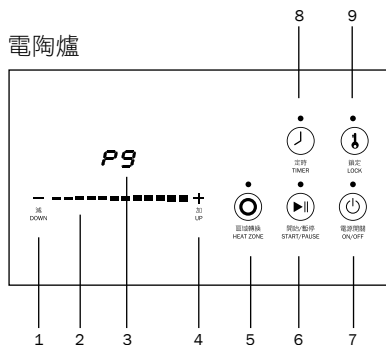 8 9
電陶爐
P9
定時
TIMER
鎖定
LOCK
減
DOWN
加
UP
區域轉換
HEAT ZONE
開始/暫停
START/PAUSE
電源開關
ON/OFF
1 2 3 4 5 6 7